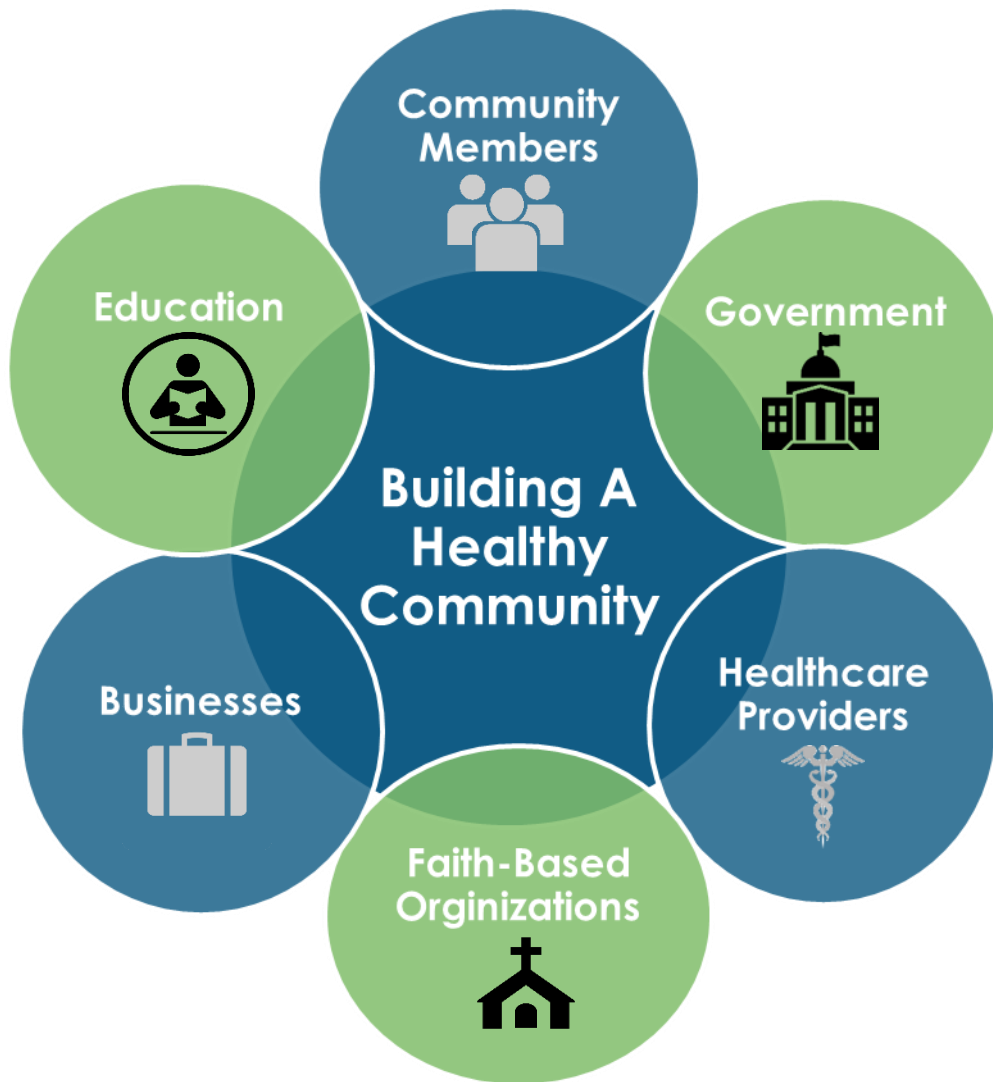 Community
Members
Education
Government
Building A
Healthy
Community
Businesses
Healthcare
Providers
Faith-Based
Orginizations